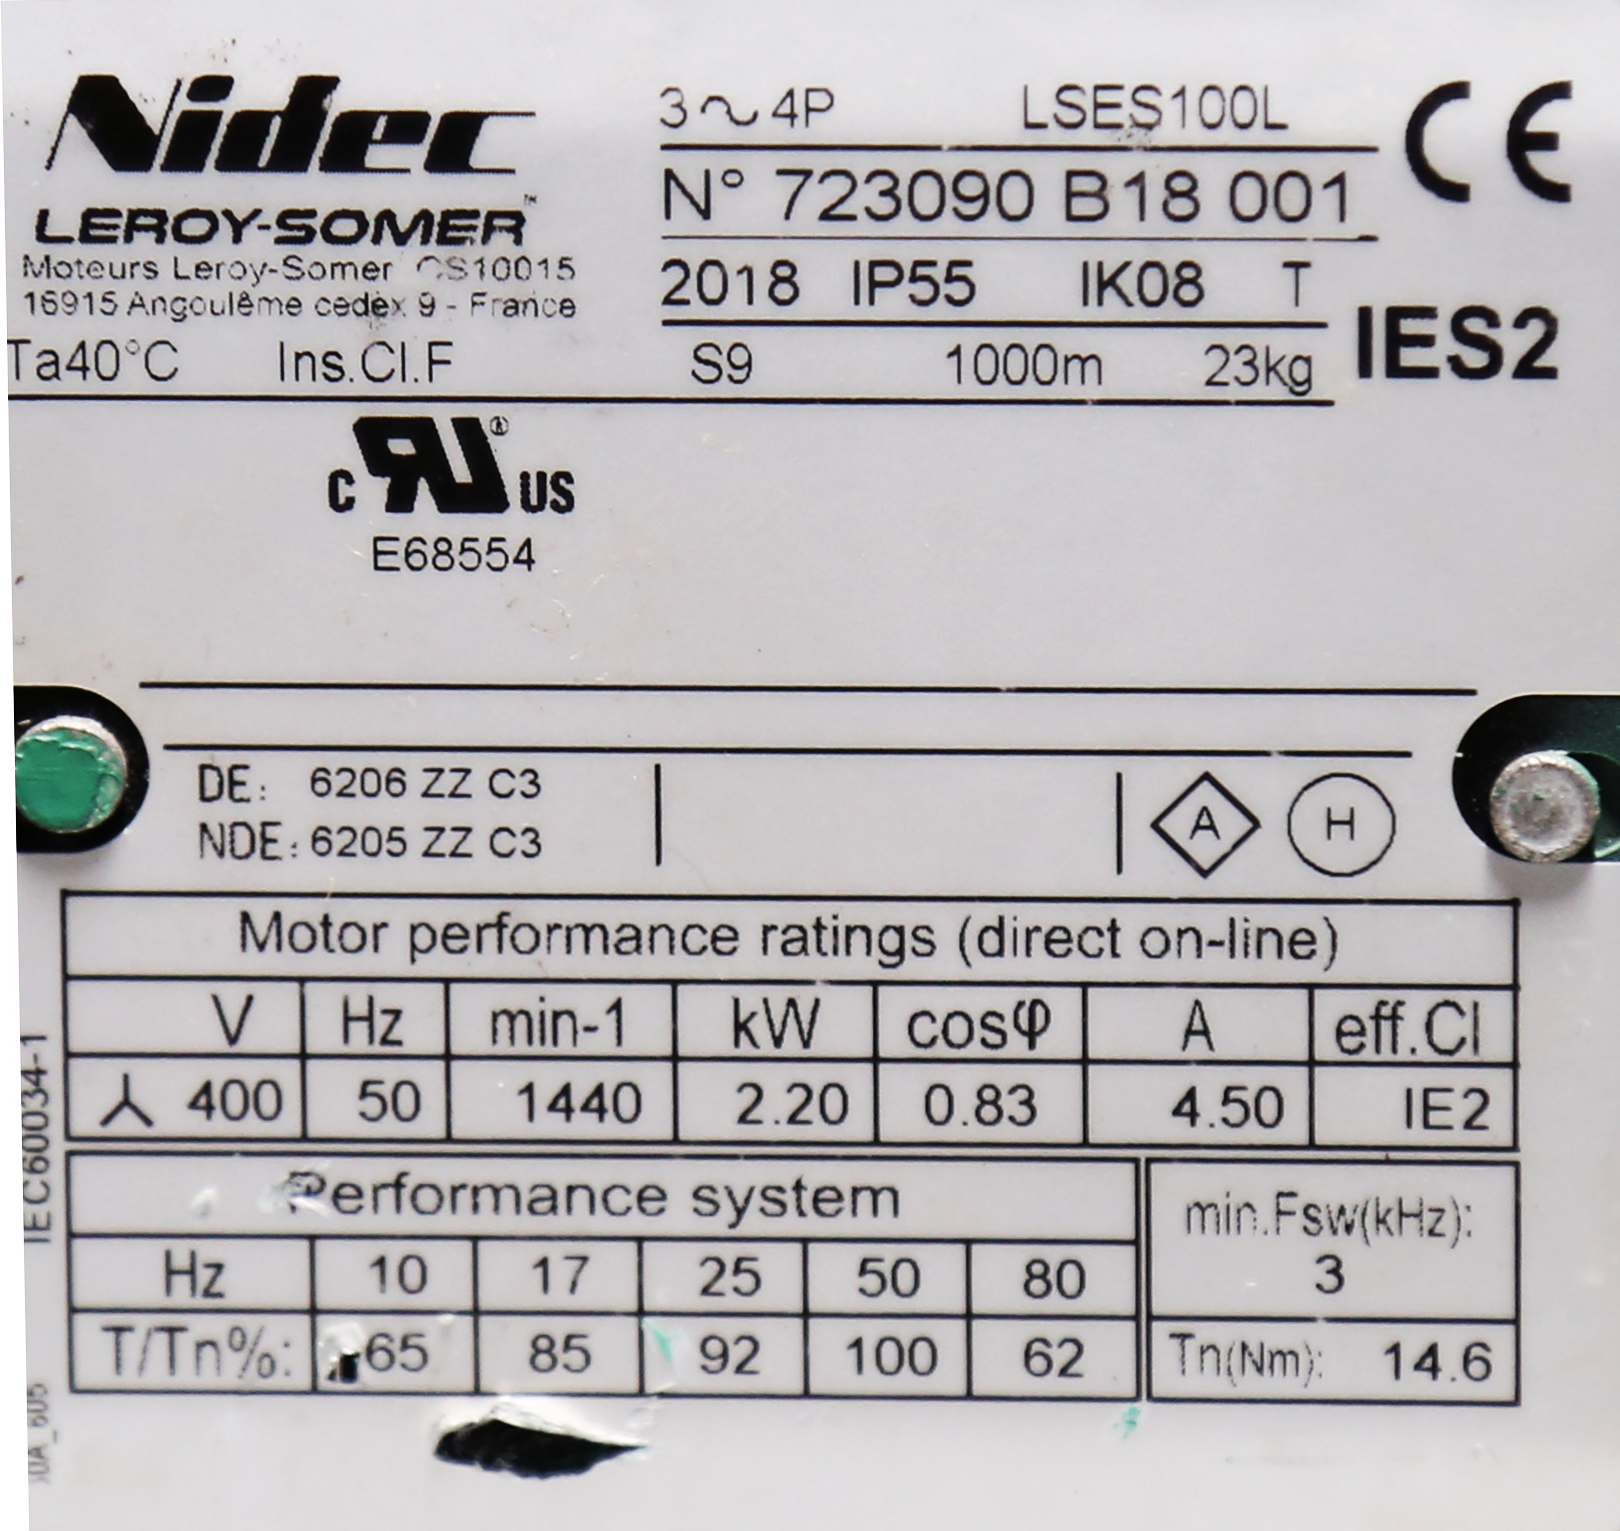 Nidec
LEROY-SOMER™
Moteurs Leroy-Somer CS10015
16915 Angoulême cedex 9 - France
3~ 4P LSES100L
CE
N° 723090 B18 001
2018 IP55 IK08 T
IES2
Ta40°C Ins.Cl.F S9 1000m 23kg
c RU® US
E68554
DE: 6206 ZZ C3
NDE: 6205 ZZ C3
A H
Motor performance ratings (direct on-line)
V Hz min-1 kW cosφ A eff.Cl
400 50 1440 2.20 0.83 4.50 IE2
Performance system
Hz 10 17 25 50 80
T/Tn%: 65 85 92 100 62
min.Fsw(kHz):
3
Tn(Nm): 14.6
IEC60034-1